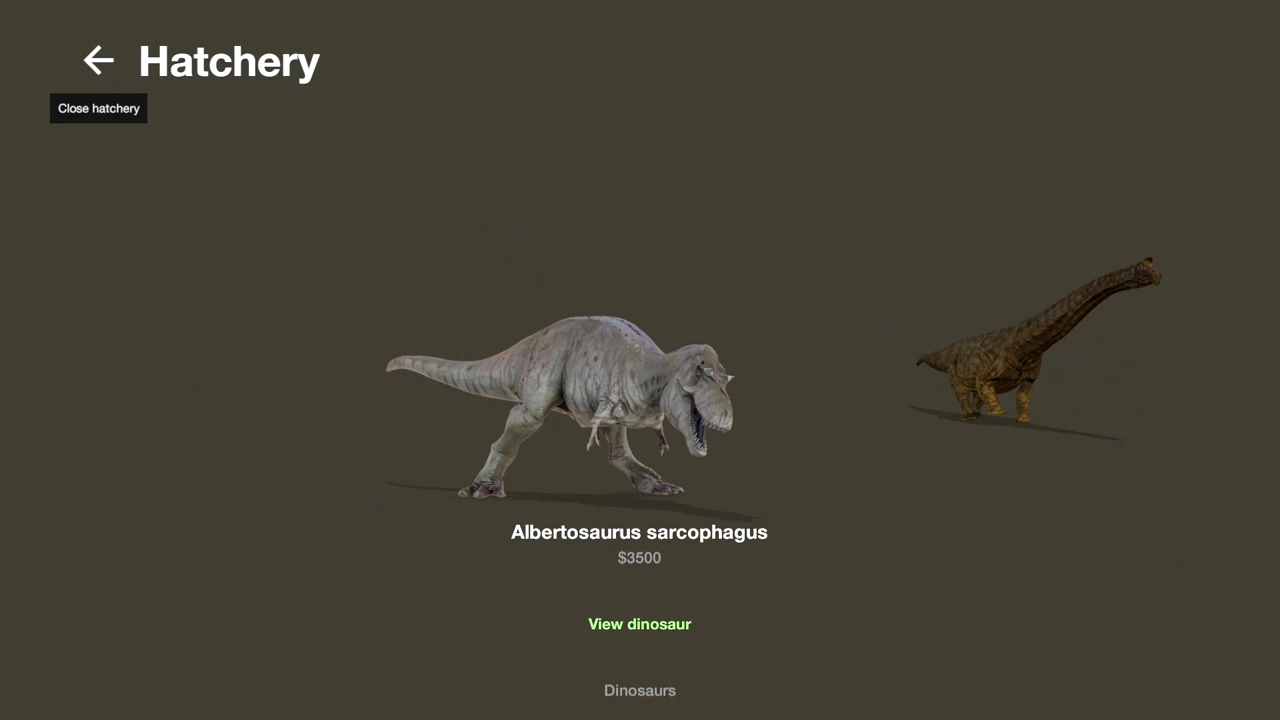 Hatchery
Close hatchery
Albertosaurus sarcophagus
$3500
View dinosaur
Dinosaurs